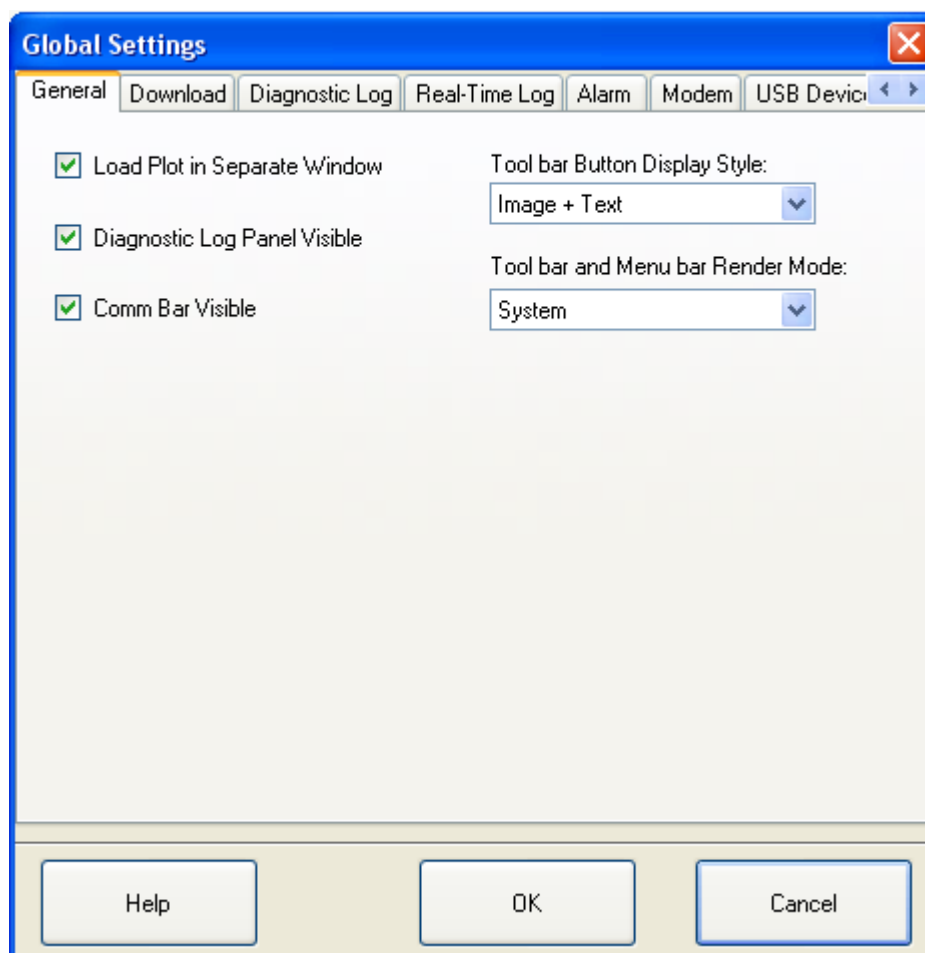 Global Settings
General Download Diagnostic Log Real-Time Log Alarm Modem USB Devic
Load Plot in Separate Window
Diagnostic Log Panel Visible
Comm Bar Visible
Tool bar Button Display Style:
Image + Text
Tool bar and Menu bar Render Mode:
System
Help OK Cancel